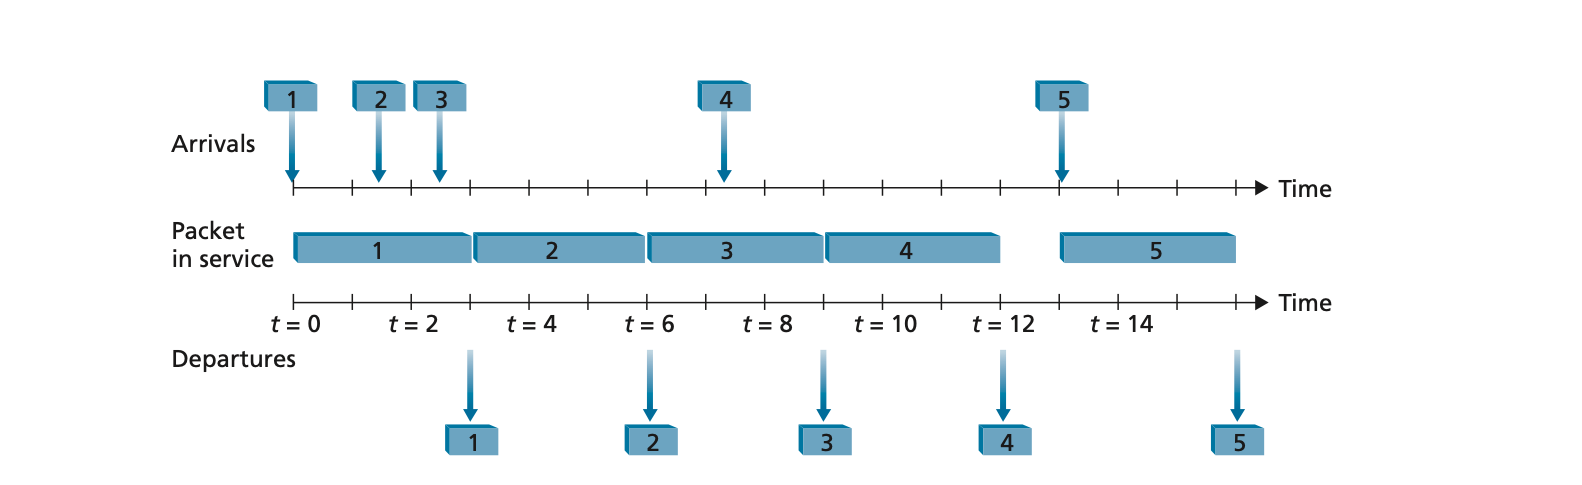 1 2 3 4 5
Arrivals
Time
Packet
in service
1 2 3 4 5
Time
t = 0 t = 2 t = 4 t = 6 t = 8 t = 10 t = 12 t = 14
Departures
1 2 3 4 5